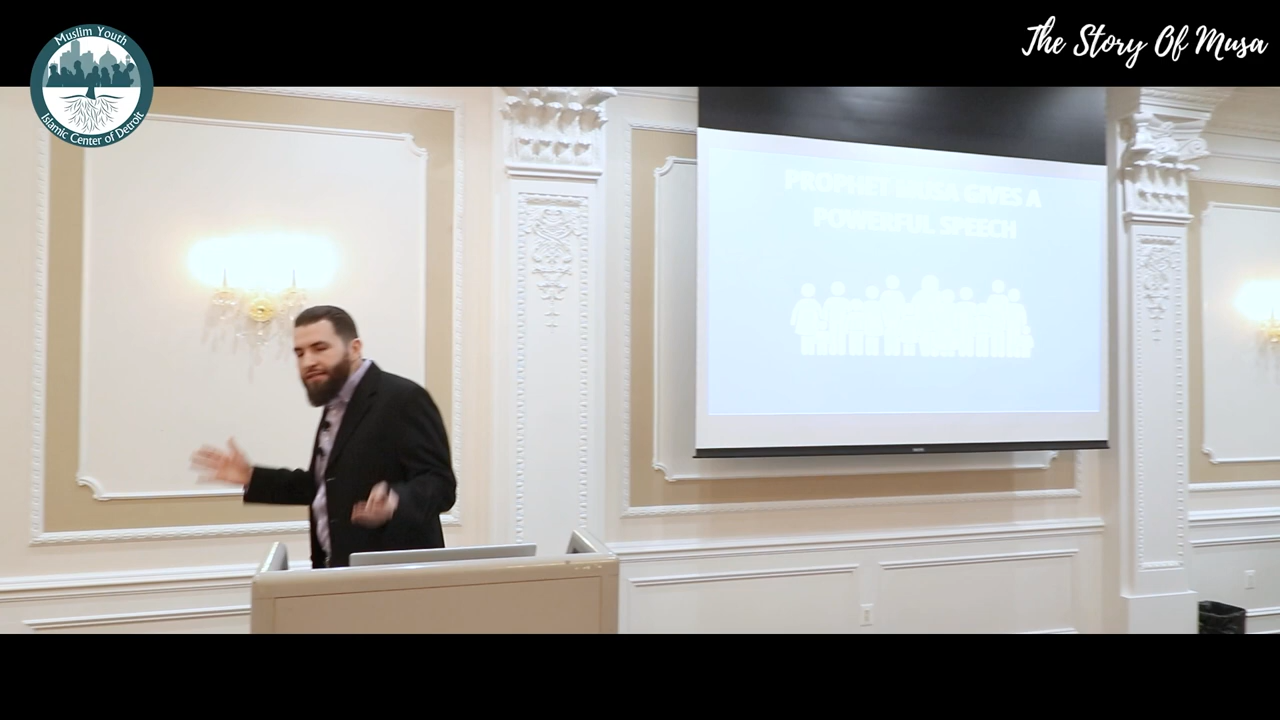 Muslim Youth
Islamic Center of Detroit
The Story Of Musa
PROPHET MUSA GIVES A
POWERFUL SPEECH